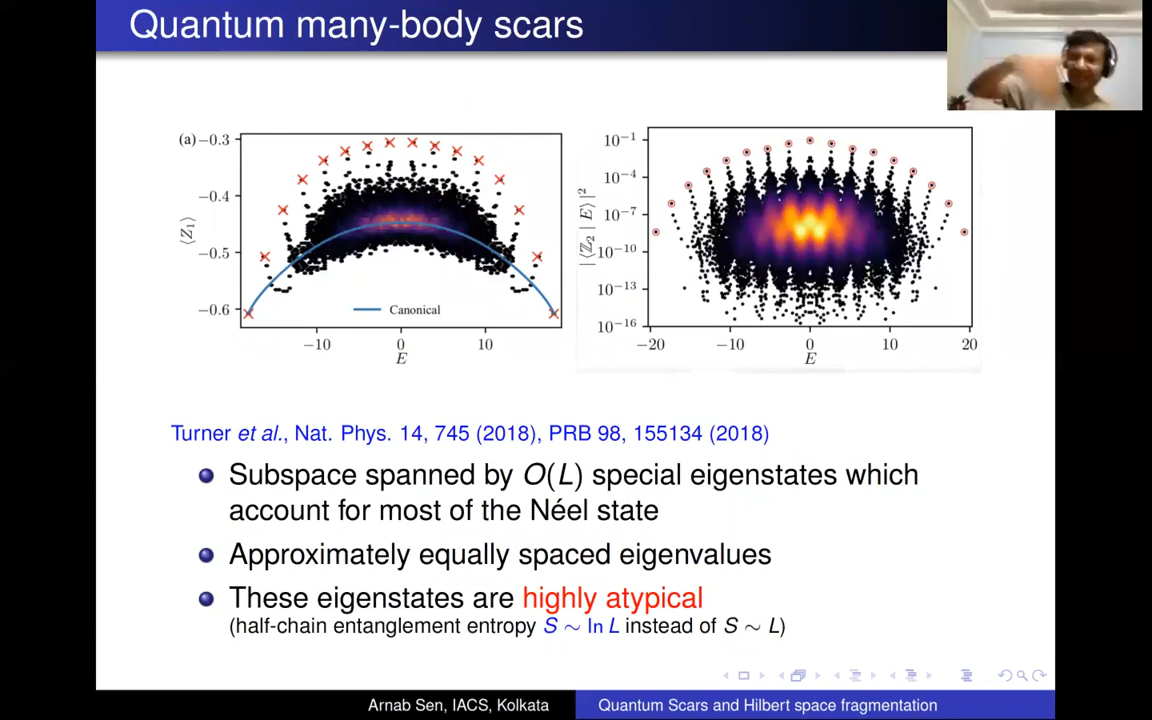 Quantum many-body scars
(a)
−0.3
−0.4
−0.5
−0.6
⟨Z₁⟩
Canonical
−10 0 10
E
10⁻¹
10⁻⁴
10⁻⁷
10⁻¹⁰
10⁻¹³
10⁻¹⁶
|⟨ℤ₂ | E⟩|²
−20 −10 0 10 20
E
Turner et al., Nat. Phys. 14, 745 (2018), PRB 98, 155134 (2018)
Subspace spanned by O(L) special eigenstates which
account for most of the Néel state
Approximately equally spaced eigenvalues
These eigenstates are highly atypical
(half-chain entanglement entropy S ∼ ln L instead of S ∼ L)
Arnab Sen, IACS, Kolkata Quantum Scars and Hilbert space fragmentation